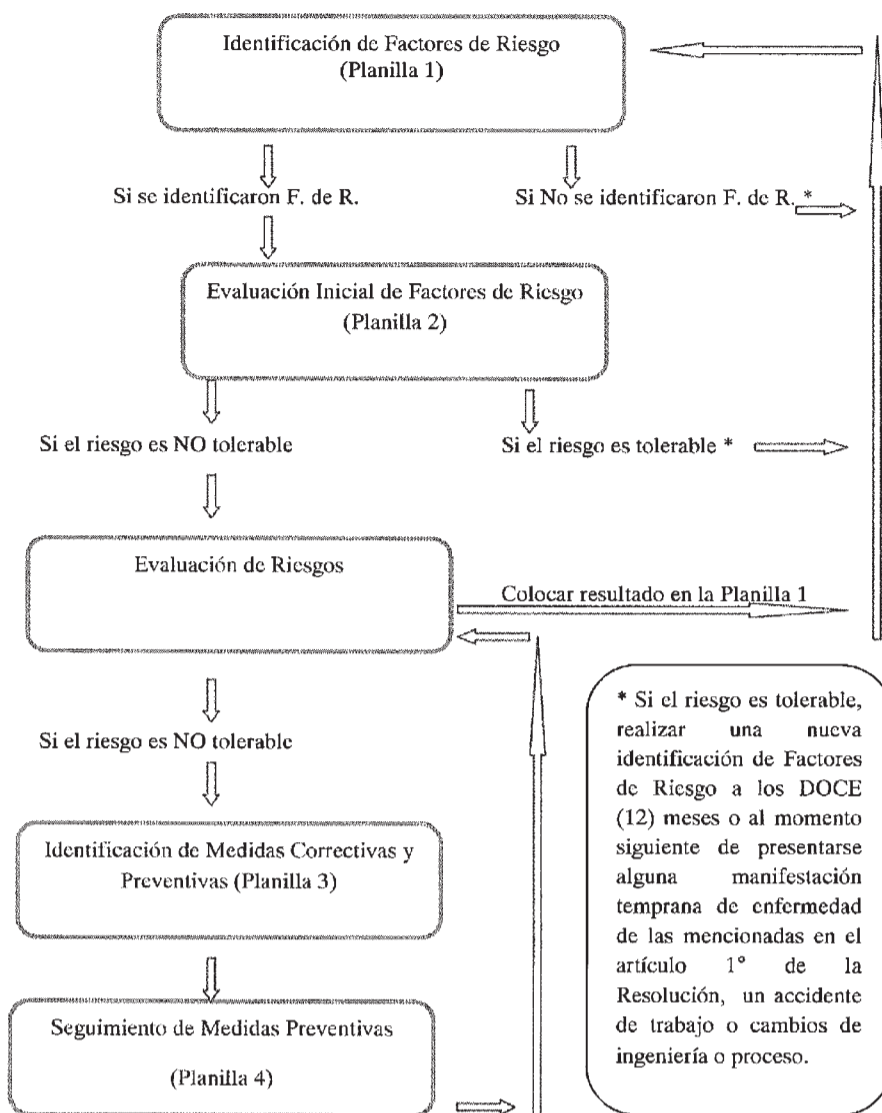 Identificación de Factores de Riesgo
(Planilla 1)
Si se identificaron F. de R.
Si No se identificaron F. de R. *
Evaluación Inicial de Factores de Riesgo
(Planilla 2)
Si el riesgo es NO tolerable
Si el riesgo es tolerable *
Evaluación de Riesgos
Colocar resultado en la Planilla 1
Si el riesgo es NO tolerable
Identificación de Medidas Correctivas y
Preventivas (Planilla 3)
Seguimiento de Medidas Preventivas
(Planilla 4)
* Si el riesgo es tolerable,
realizar una nueva
identificación de Factores
de Riesgo a los DOCE
(12) meses o al momento
siguiente de presentarse
alguna manifestación
temprana de enfermedad
de las mencionadas en el
artículo 1° de la
Resolución, un accidente
de trabajo o cambios de
ingeniería o proceso.